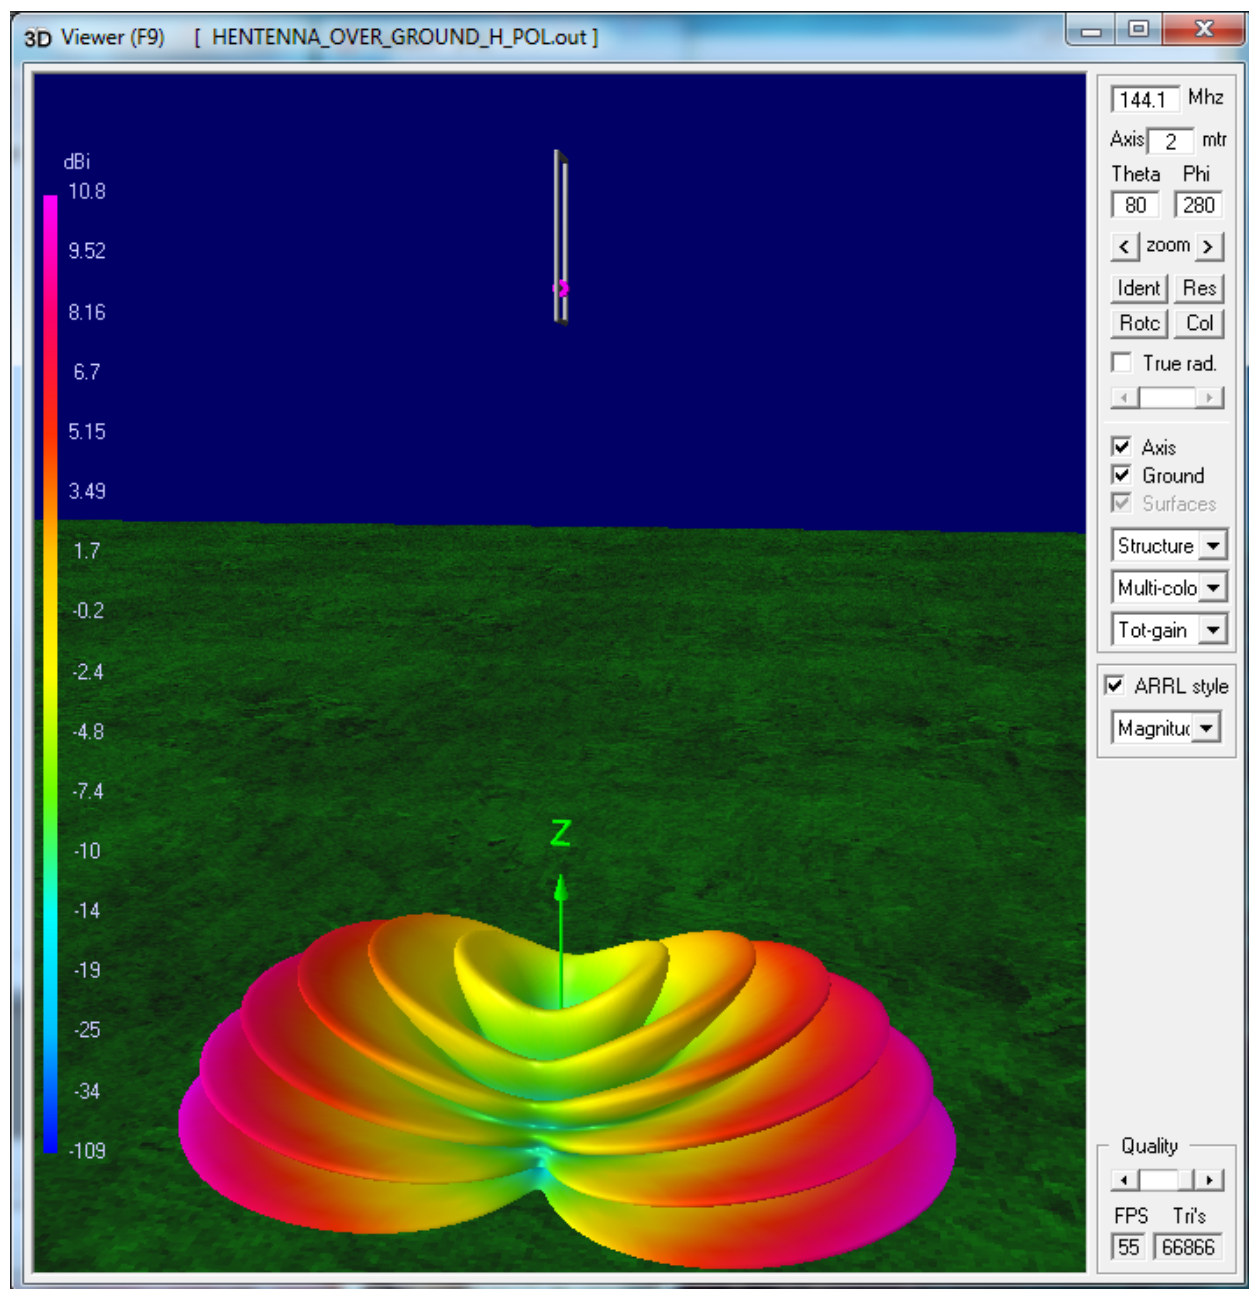 3D Viewer (F9) [ HENTENNA_OVER_GROUND_H_POL.out ]
dBi
10.8
9.52
8.16
6.7
5.15
3.49
1.7
-0.2
-2.4
-4.8
-7.4
-10
-14
-19
-25
-34
-109
Z
144.1 Mhz
Axis 2 mtr
Theta Phi
80 280
< zoom >
Ident Res
Rotc Col
True rad.
Axis
Ground
Surfaces
Structure
Multi-colo
Tot-gain
ARRL style
Magnituc
Quality
FPS Tri's
55 66866